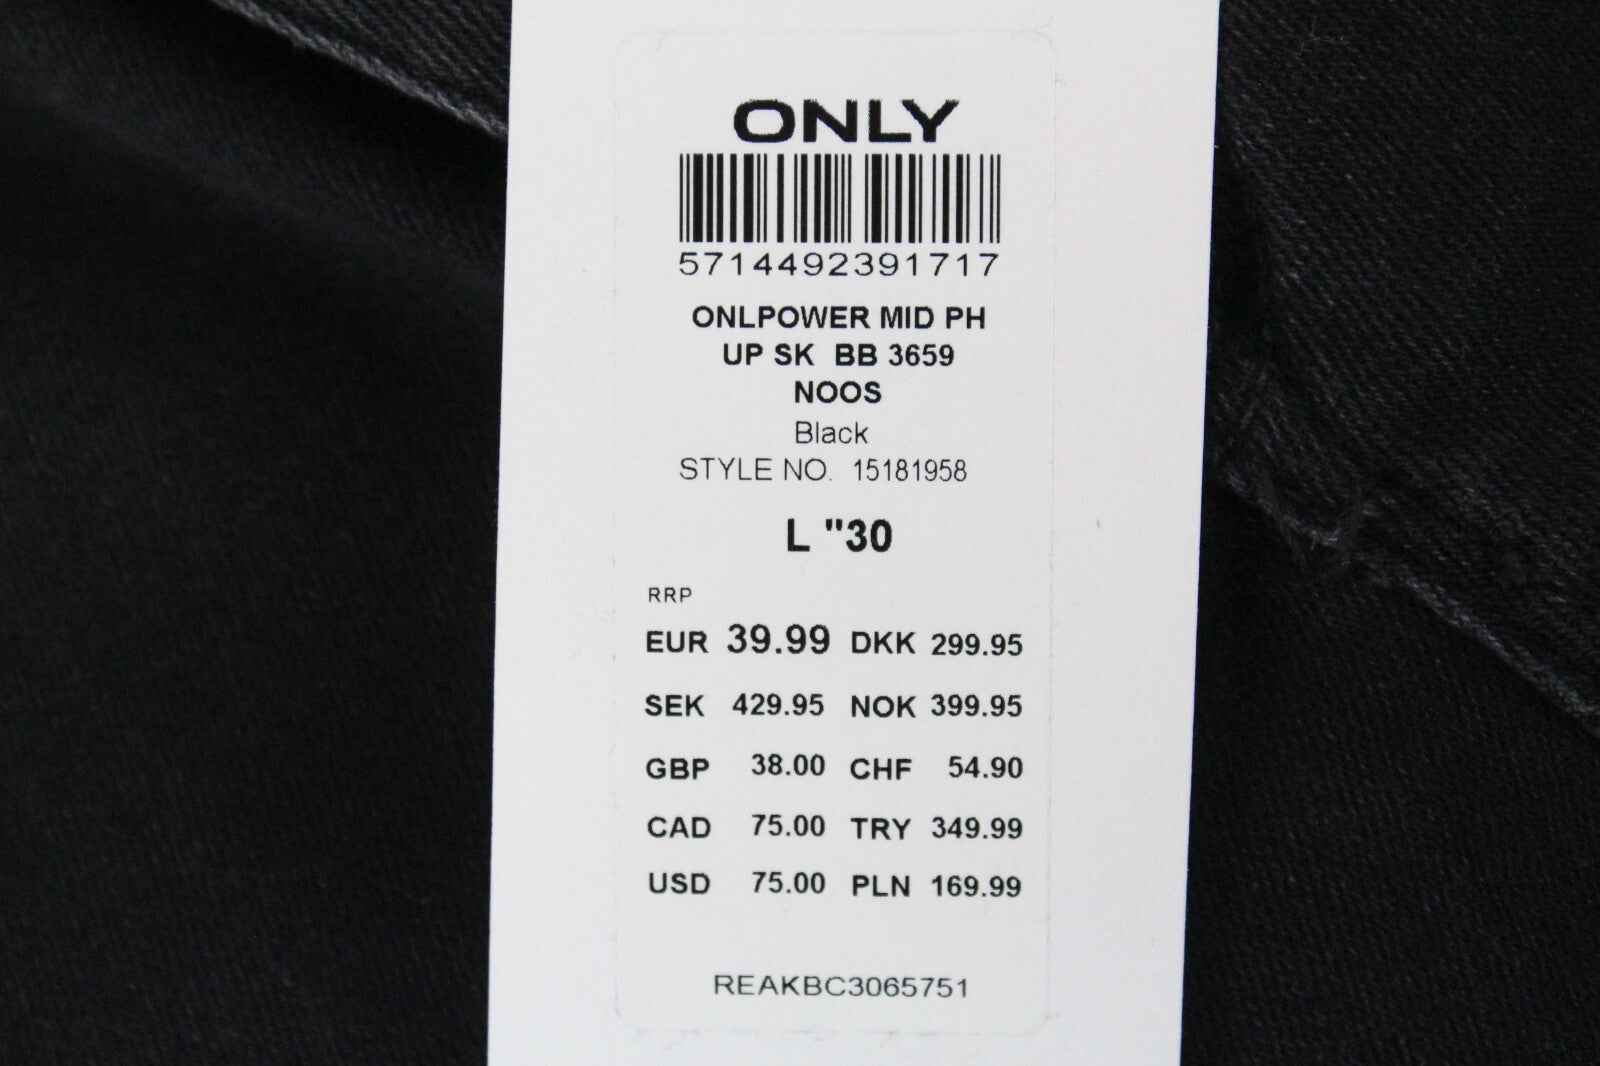 ONLY
5714492391717
ONLPOWER MID PH
UP SK BB 3659
NOOS
Black
STYLE NO. 15181958
L "30
RRP
EUR 39.99 DKK 299.95
SEK 429.95 NOK 399.95
GBP 38.00 CHF 54.90
CAD 75.00 TRY 349.99
USD 75.00 PLN 169.99
REAKBC3065751